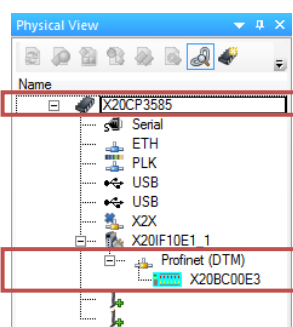 Physical View
Name
X20CP3585
Serial
ETH
PLK
USB
USB
X2X
X20IF10E1_1
Profinet (DTM)
X20BC00E3